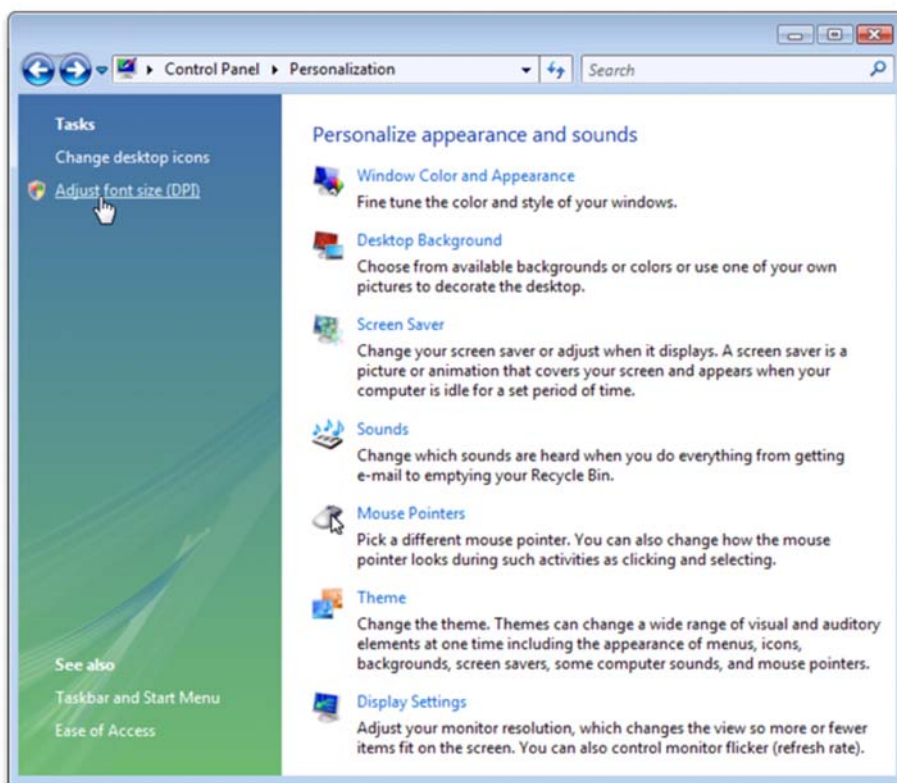 Control Panel Personalization
Search
Tasks
Change desktop icons
Adjust font size (DPI)
See also
Taskbar and Start Menu
Ease of Access
Personalize appearance and sounds
Window Color and Appearance
Fine tune the color and style of your windows.
Desktop Background
Choose from available backgrounds or colors or use one of your own
pictures to decorate the desktop.
Screen Saver
Change your screen saver or adjust when it displays. A screen saver is a
picture or animation that covers your screen and appears when your
computer is idle for a set period of time.
Sounds
Change which sounds are heard when you do everything from getting
e-mail to emptying your Recycle Bin.
Mouse Pointers
Pick a different mouse pointer. You can also change how the mouse
pointer looks during such activities as clicking and selecting.
Theme
Change the theme. Themes can change a wide range of visual and auditory
elements at one time including the appearance of menus, icons,
backgrounds, screen savers, some computer sounds, and mouse pointers.
Display Settings
Adjust your monitor resolution, which changes the view so more or fewer
items fit on the screen. You can also control monitor flicker (refresh rate).